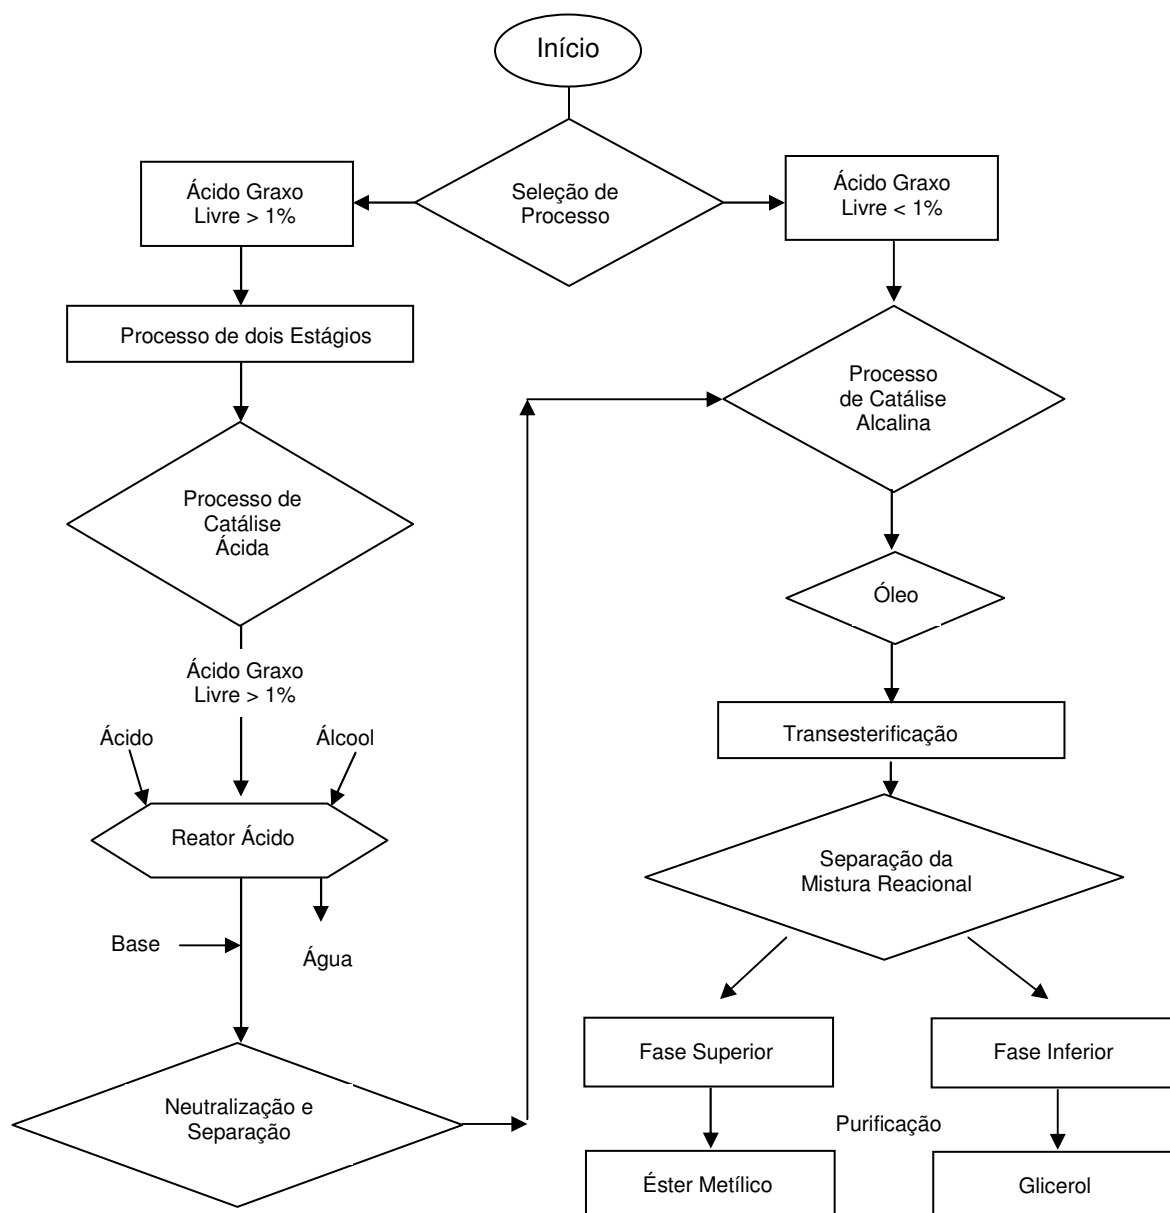 Início
Seleção de
Processo
Ácido Graxo
Livre > 1%
Ácido Graxo
Livre < 1%
Processo de dois Estágios
Processo de
Catálise
Ácida
Ácido Graxo
Livre > 1%
Ácido
Álcool
Reator Ácido
Base
Água
Neutralização e
Separação
Processo
de Catálise
Alcalina
Óleo
Transesterificação
Separação da
Mistura Reacional
Fase Superior
Fase Inferior
Purificação
Éster Metílico
Glicerol